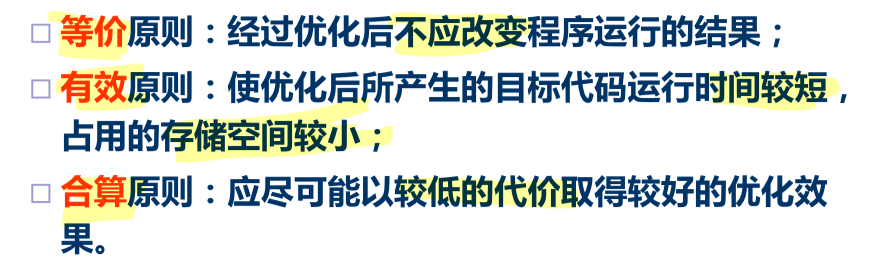 等价原则：经过优化后不应改变程序运行的结果；
有效原则：使优化后所产生的目标代码运行时间较短，
占用的存储空间较小；
合算原则：应尽可能以较低的代价取得较好的优化效
果。